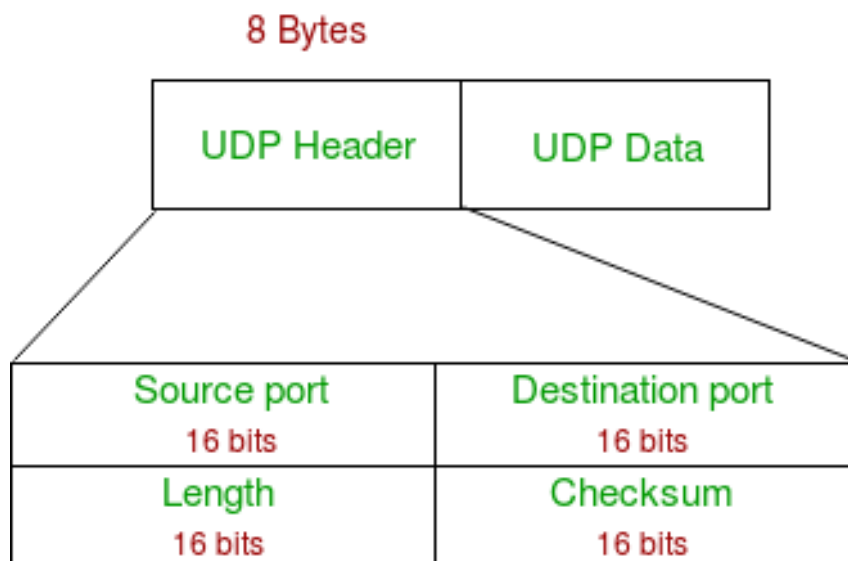 8 Bytes
UDP Header UDP Data
Source port Destination port
16 bits 16 bits
Length Checksum
16 bits 16 bits